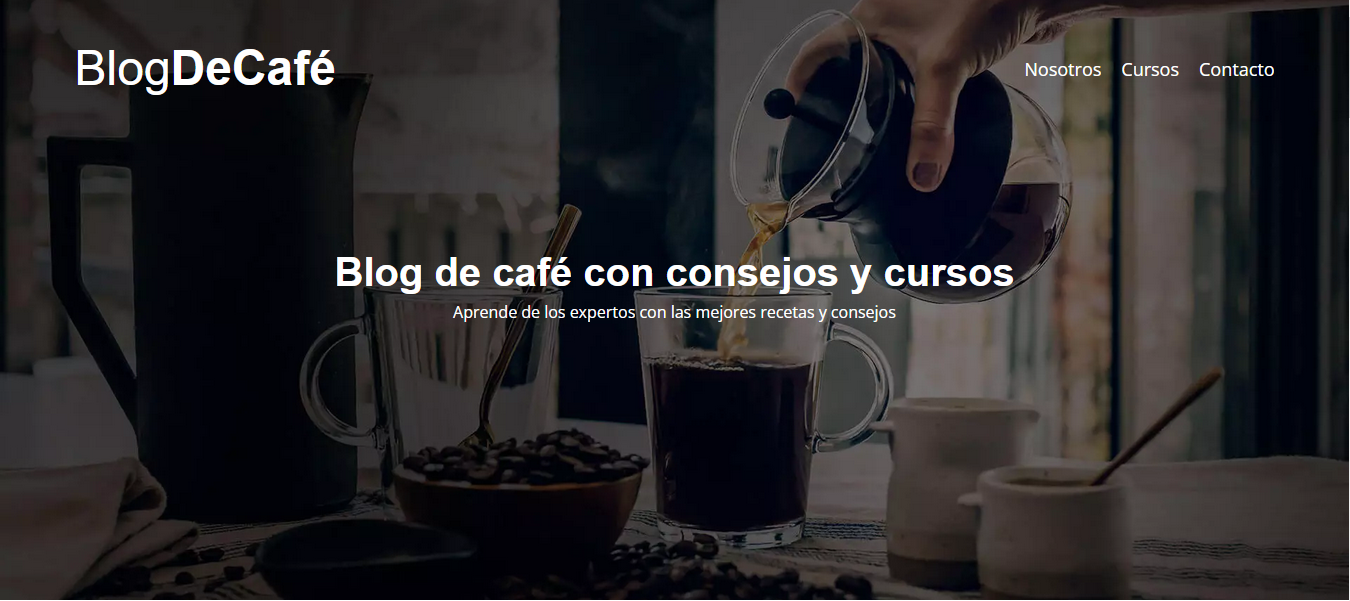 BlogDeCafé
Nosotros Cursos Contacto
Blog de café con consejos y cursos
Aprende de los expertos con las mejores recetas y consejos